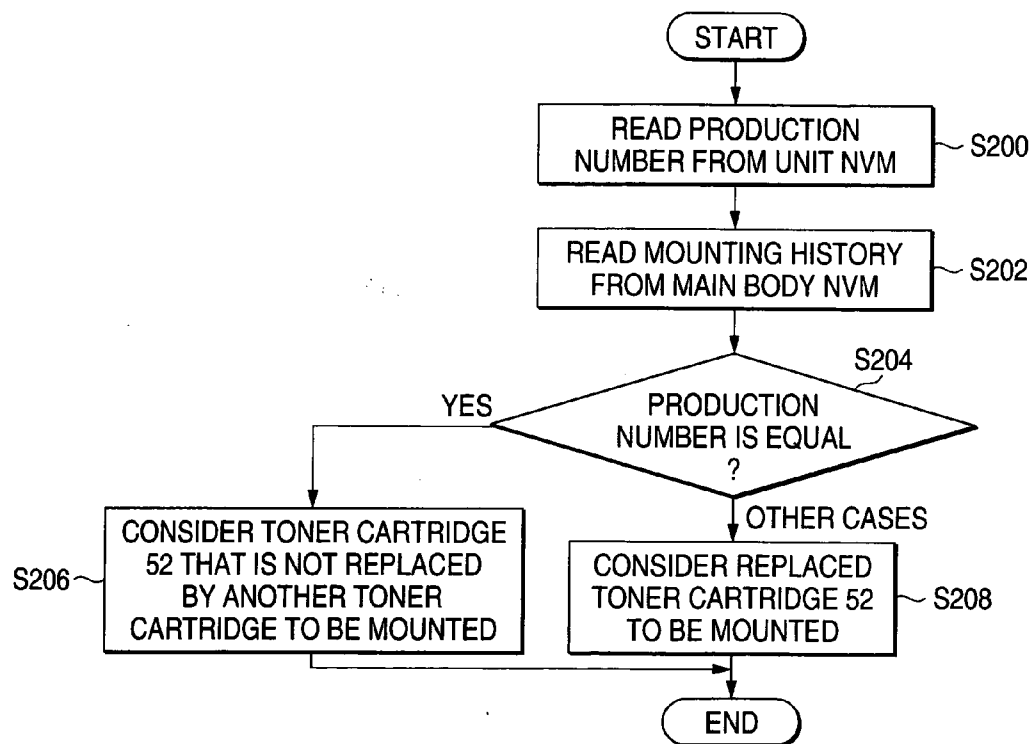 START
READ PRODUCTION
NUMBER FROM UNIT NVM
S200
READ MOUNTING HISTORY
FROM MAIN BODY NVM
S202
S204
YES
PRODUCTION
NUMBER IS EQUAL
?
OTHER CASES
S206
CONSIDER TONER CARTRIDGE
52 THAT IS NOT REPLACED
BY ANOTHER TONER
CARTRIDGE TO BE MOUNTED
CONSIDER REPLACED
TONER CARTRIDGE 52
TO BE MOUNTED
S208
END